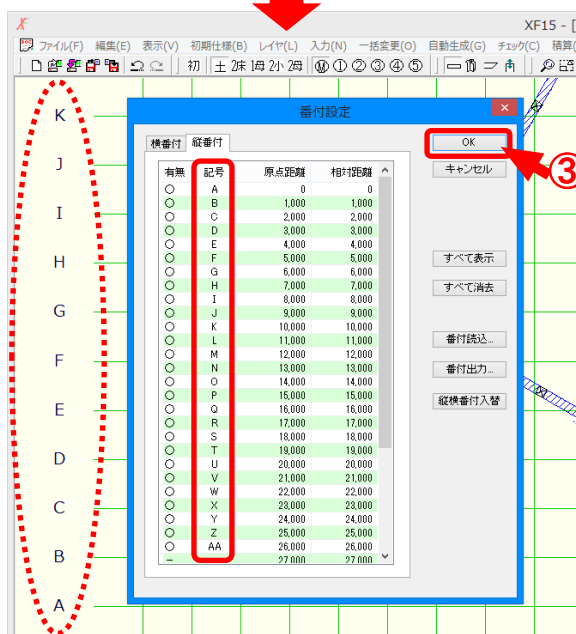 XF15 - [
ファイル(F) 編集(E) 表示(V) 初期仕様(B) レイヤ(L) 入力(N) 一括変更(O) 自動生成(G) チェック(C) 積算(
初 土 2床 1母 2小 2母 W ① ② ③ ④ ⑤
K
J
I
H
G
F
E
D
C
B
A
番付設定
横番付 縦番付
有無 記号 原点距離 相対距離
○ A 0 0
○ B 1,000 1,000
○ C 2,000 2,000
○ D 3,000 3,000
○ E 4,000 4,000
○ F 5,000 5,000
○ G 6,000 6,000
○ H 7,000 7,000
○ I 8,000 8,000
○ J 9,000 9,000
○ K 10,000 10,000
○ L 11,000 11,000
○ M 12,000 12,000
○ N 13,000 13,000
○ O 14,000 14,000
○ P 15,000 15,000
○ Q 16,000 16,000
○ R 17,000 17,000
○ S 18,000 18,000
○ T 19,000 19,000
○ U 20,000 20,000
○ V 21,000 21,000
○ W 22,000 22,000
○ X 23,000 23,000
○ Y 24,000 24,000
○ Z 25,000 25,000
○ AA 26,000 26,000
– 27,000 27,000
OK
キャンセル
③
すべて表示
すべて消去
番付読込...
番付出力...
縦横番付入替